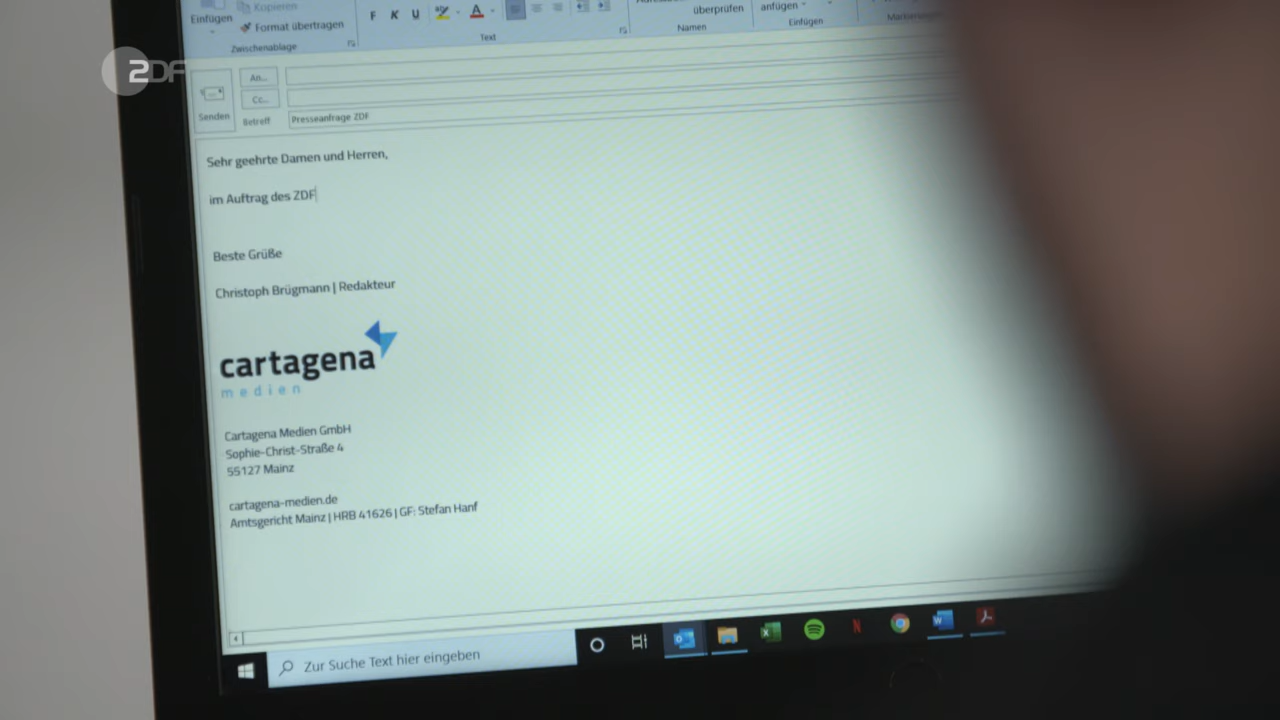 Einfügen
Kopieren
Format übertragen
Zwischenablage
F K U
A
Text
überprüfen
Namen
anfügen
Einfügen
ZDF
Senden
An...
Cc...
Betreff
Presseanfrage ZDF
Sehr geehrte Damen und Herren,
im Auftrag des ZDF
Beste Grüße
Christoph Brügmann | Redakteur
cartagena
medien
Cartagena Medien GmbH
Sophie-Christ-Straße 4
55127 Mainz
cartagena-medien.de
Amtsgericht Mainz | HRB 41626 | GF: Stefan Hanf
Zur Suche Text hier eingeben